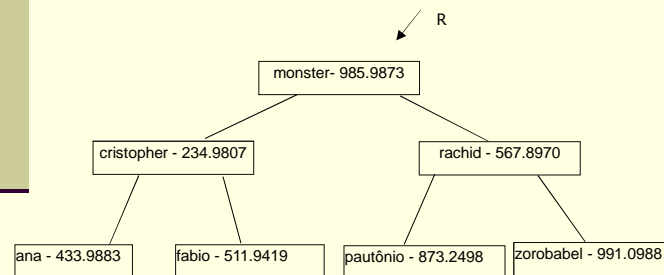 R
monster- 985.9873
cristopher - 234.9807
rachid - 567.8970
ana - 433.9883
fabio - 511.9419
pautônio - 873.2498
zorobabel - 991.0988